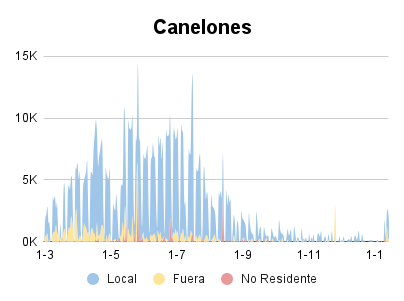 Canelones
15K
10K
5K
0K
1-3 1-5 1-7 1-9 1-11 1-1
Local Fuera No Residente